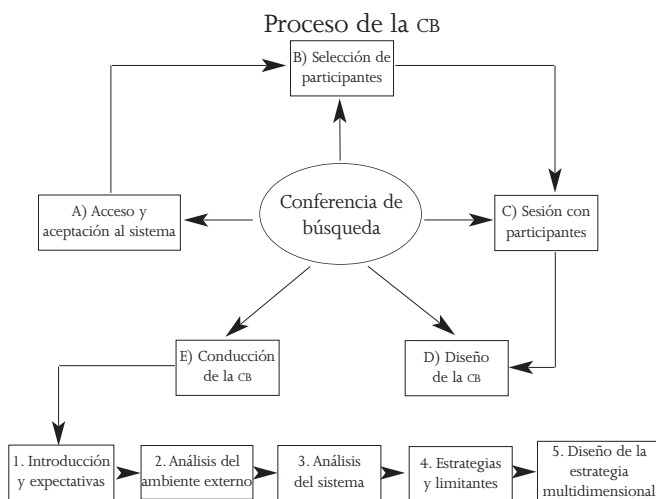 Proceso de la CB
B) Selección de
participantes
A) Acceso y
aceptación al sistema
Conferencia de
búsqueda
C) Sesión con
participantes
E) Conducción
de la CB
D) Diseño
de la CB
1. Introducción
y expectativas
2. Análisis del
ambiente externo
3. Análisis
del sistema
4. Estrategias
y limitantes
5. Diseño de la
estrategia
multidimensional